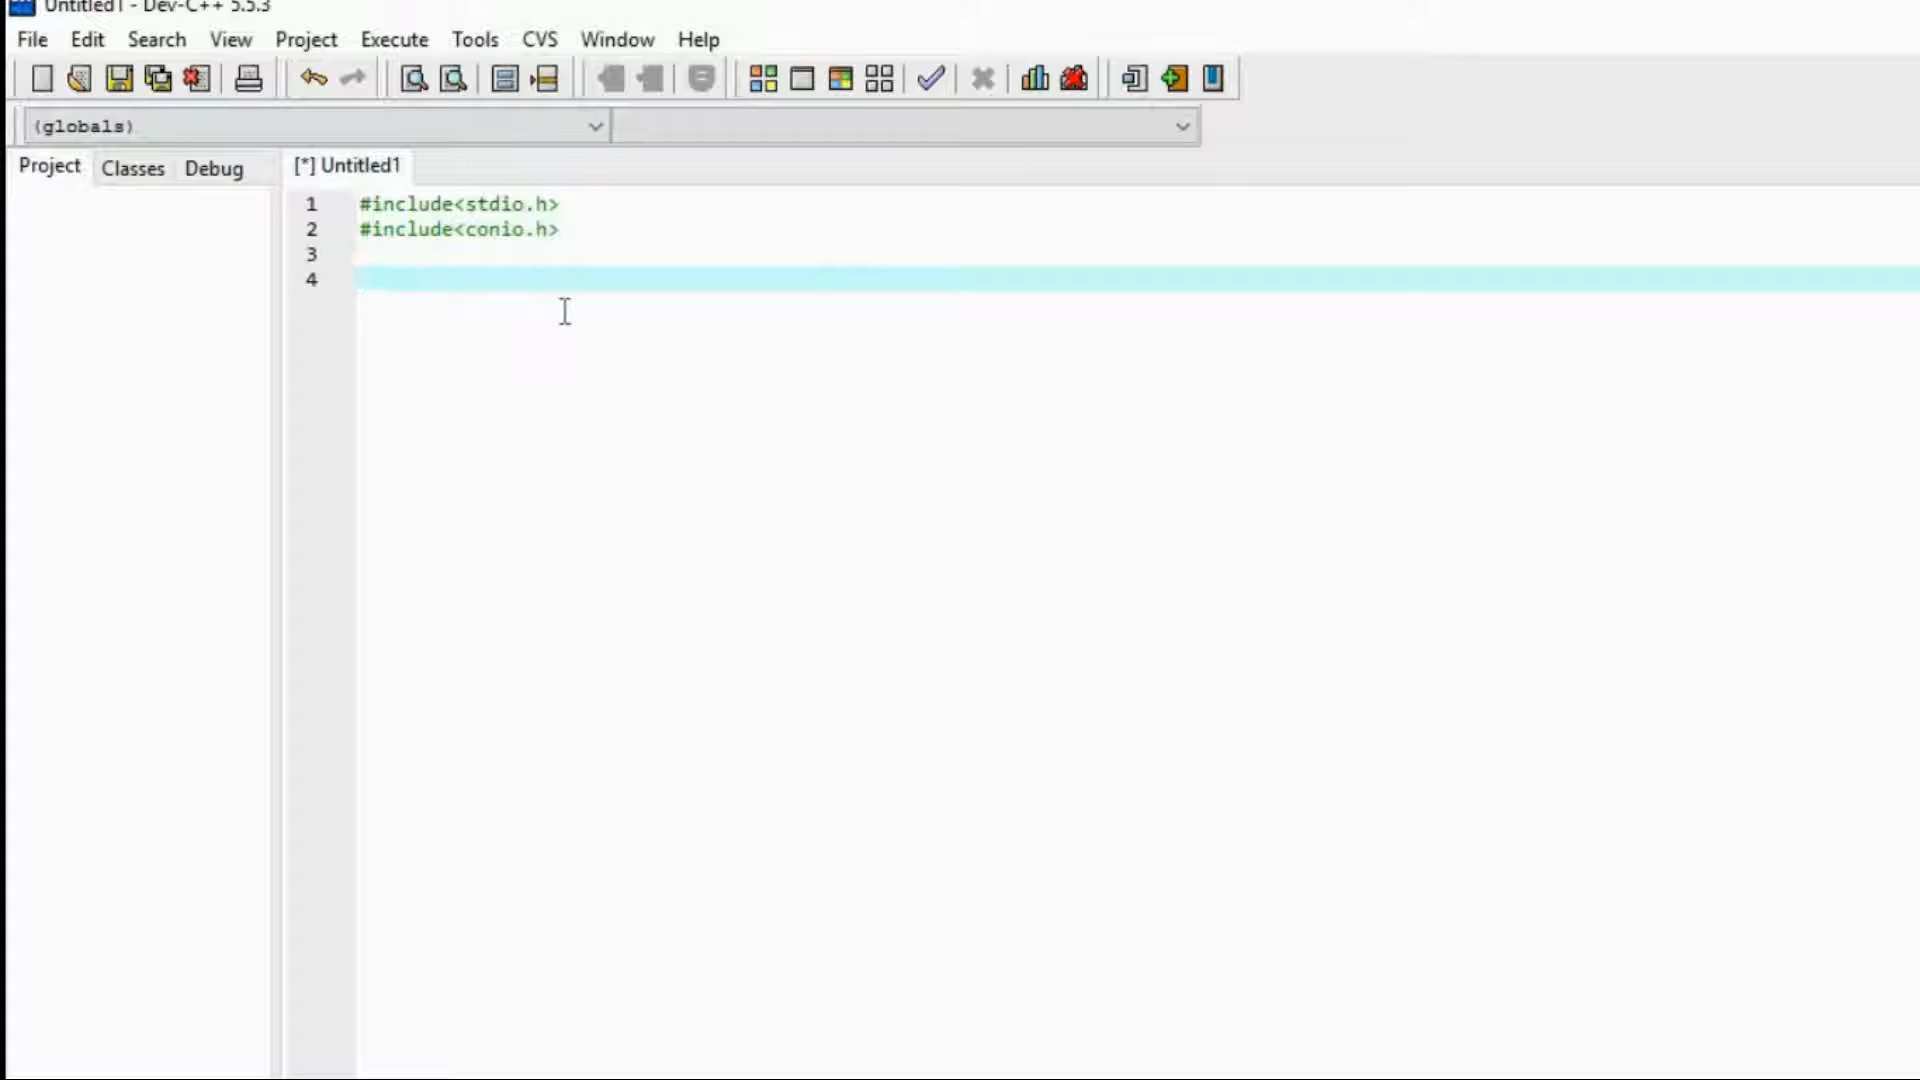 Untitled1 - Dev-C++ 5.5.3
File Edit Search View Project Execute Tools CVS Window Help
(globals)
Project Classes Debug [*] Untitled1
1 #include<stdio.h>
2 #include<conio.h>
3
4